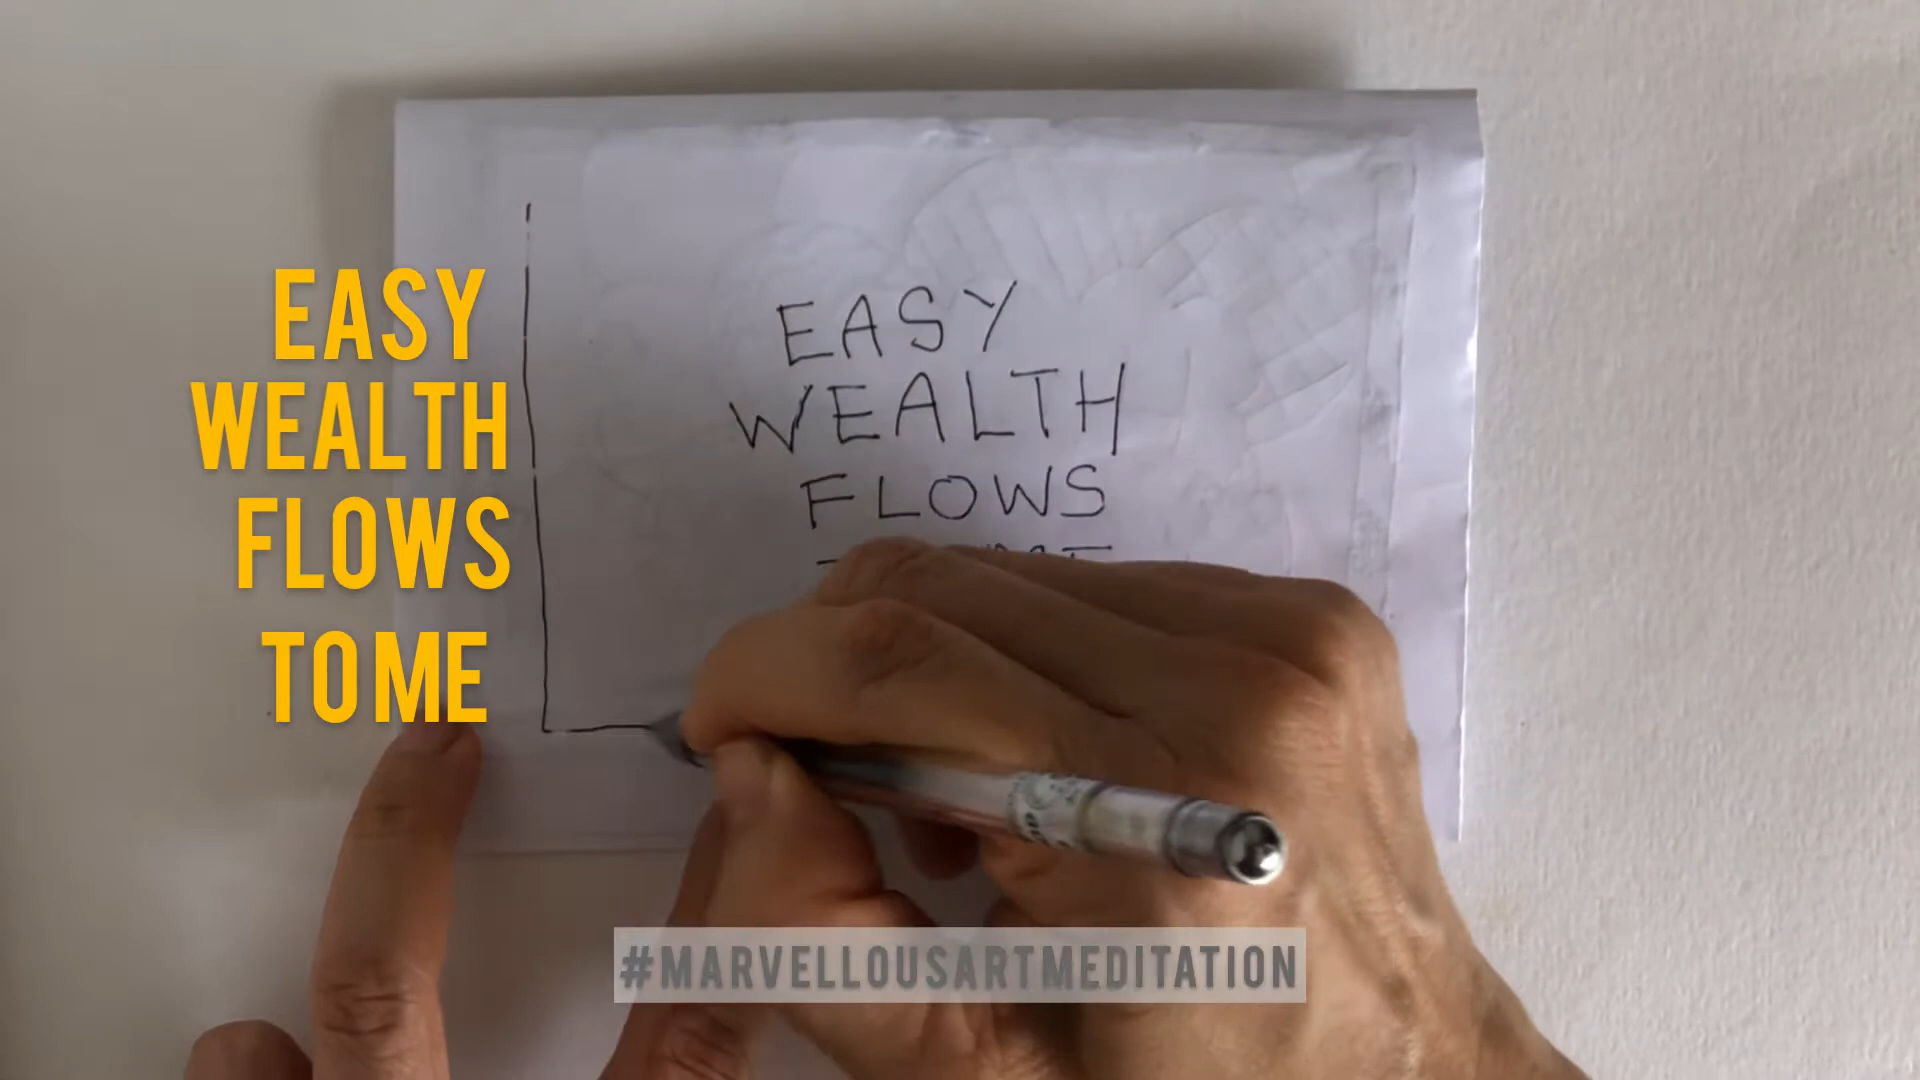 EASY
WEALTH
FLOWS
TO ME
EASY
WEALTH
FLOWS
#MARVELLOUSARTMEDITATION